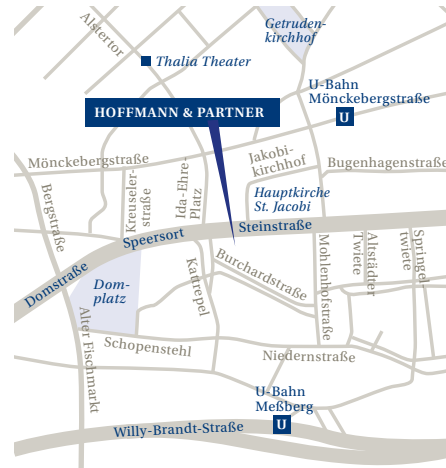 Alstertor
Getruden-
kirchhof
Thalia Theater
U-Bahn
Mönckebergstraße
U
HOFFMANN & PARTNER
Mönckebergstraße
Jakobi-
kirchhof
Bugenhagenstraße
Bergstraße
Kreuseler-
straße
Ida-Ehre-
Platz
Hauptkirche
St. Jacobi
Steinstraße
Speersort
Domstraße
Dom-
platz
Kattrepel
Burchardstraße
Mohlenhofstraße
Altstädter
Twiete
Springel-
twiete
Alter Fischmarkt
Schopenstehl
Niedernstraße
U-Bahn
Meßberg
U
Willy-Brandt-Straße